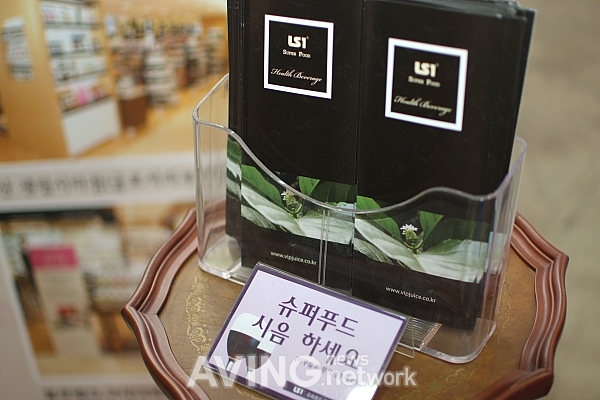 LSI
SUPER FOOD
Health Beverage
www.vipjuice.co.kr
LSI
SUPER FOOD
Health Beverage
www.vipjuice.co.kr
슈퍼푸드
시음 하세요
LSI
AVING news network